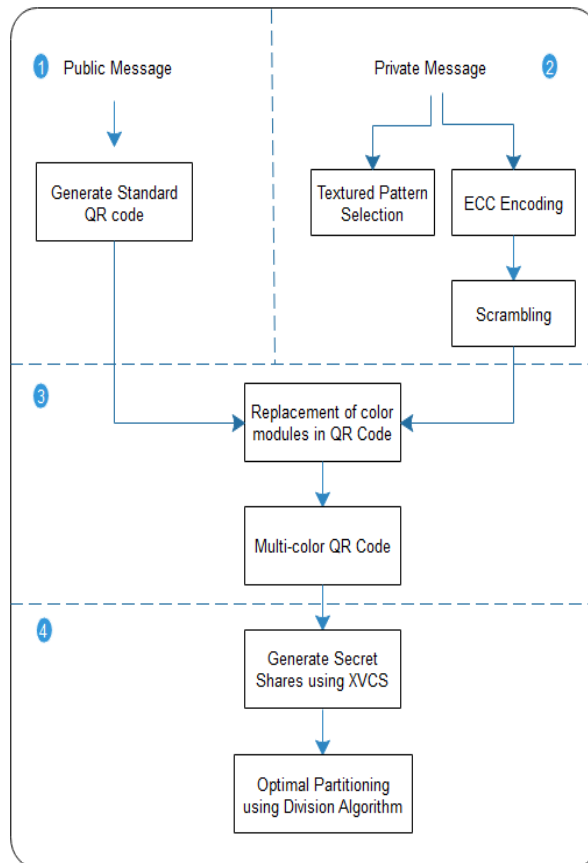 1 Public Message
Private Message 2
Generate Standard
QR code
Textured Pattern
Selection
ECC Encoding
Scrambling
3
Replacement of color
modules in QR Code
Multi-color QR Code
4
Generate Secret
Shares using XVCS
Optimal Partitioning
using Division Algorithm